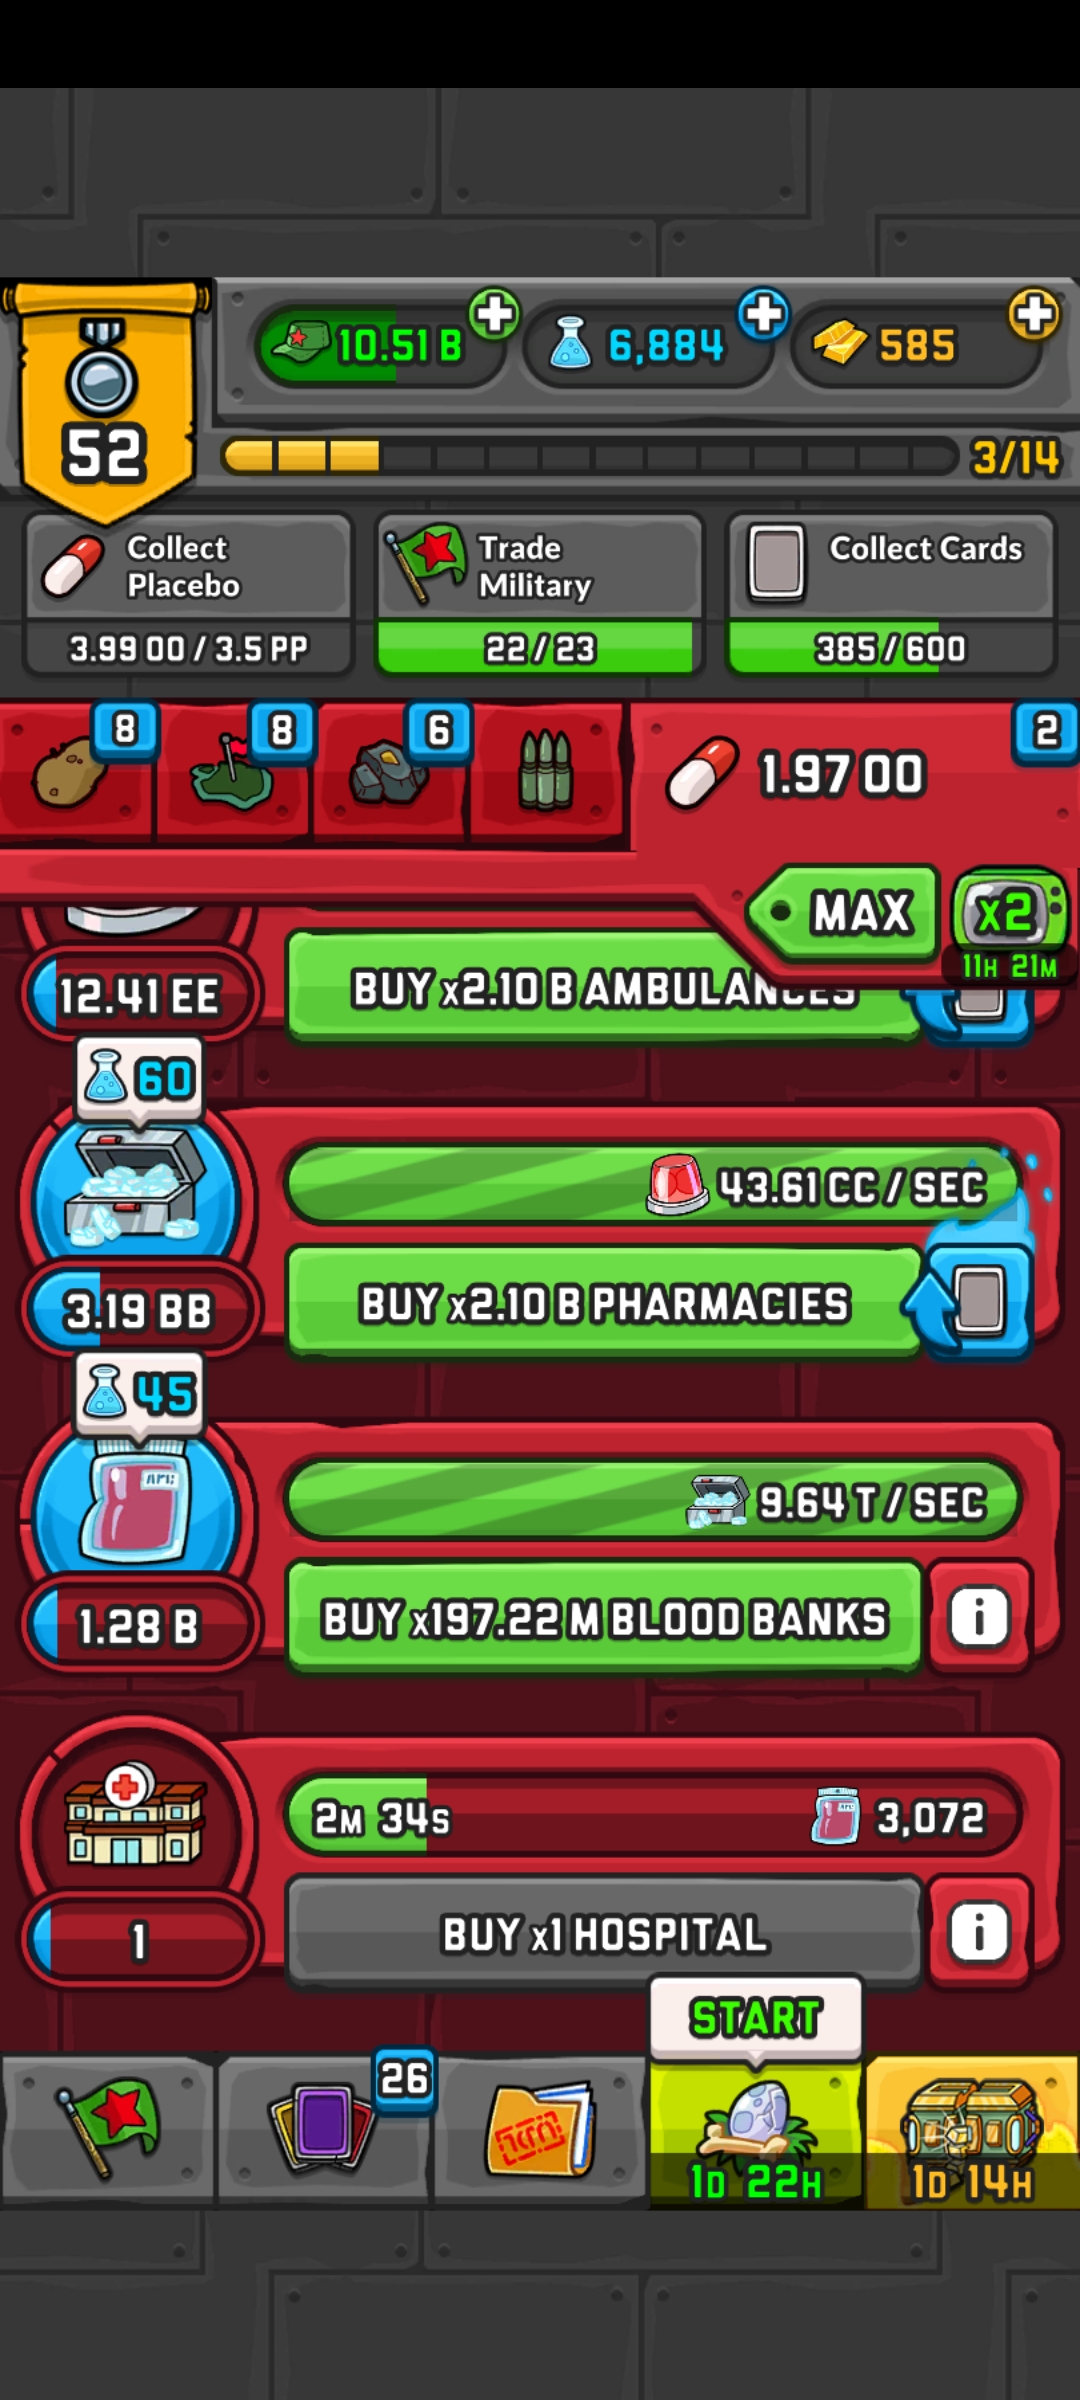 10.51 B
6,884
585
52
3/14
Collect
Placebo
3.99 OO / 3.5 PP
Trade
Military
22 / 23
Collect Cards
385 / 600
8
8
6
1.97 OO
2
MAX
x2
11H 21M
12.41 EE
BUY x2.10 B AMBULANCES
60
43.61 CC / SEC
3.19 BB
BUY x2.10 B PHARMACIES
45
9.64 T / SEC
1.28 B
BUY x197.22 M BLOOD BANKS
i
2M 34S
3,072
1
BUY x1 HOSPITAL
i
START
26
1D 22H
1D 14H